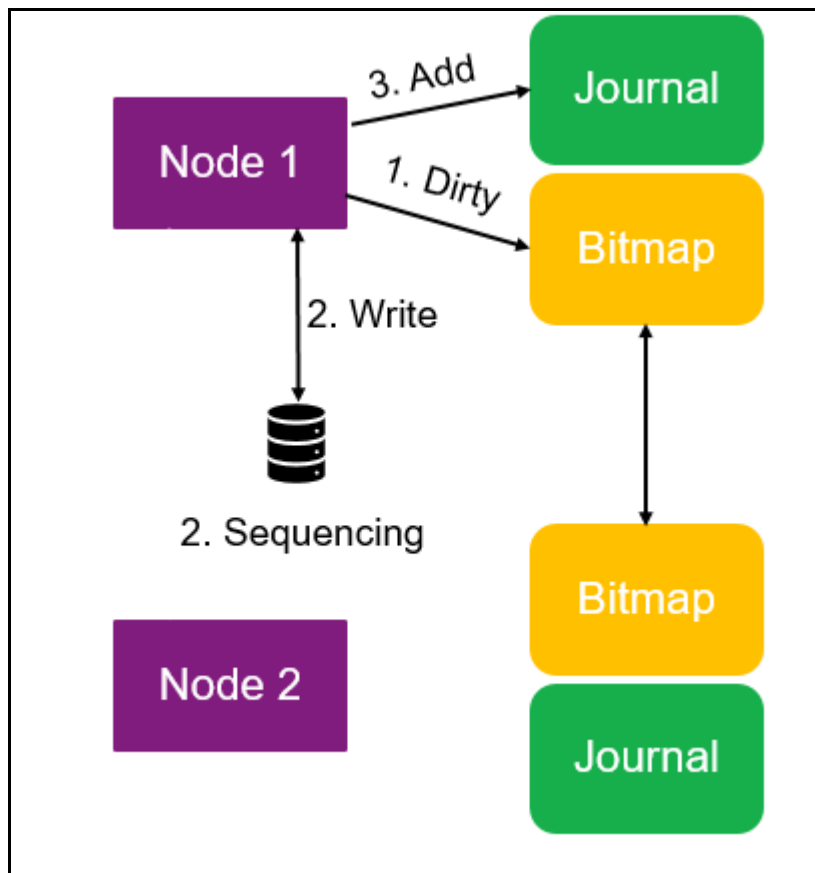 3. Add
Journal
Node 1
1. Dirty
Bitmap
2. Write
2. Sequencing
Bitmap
Node 2
Journal